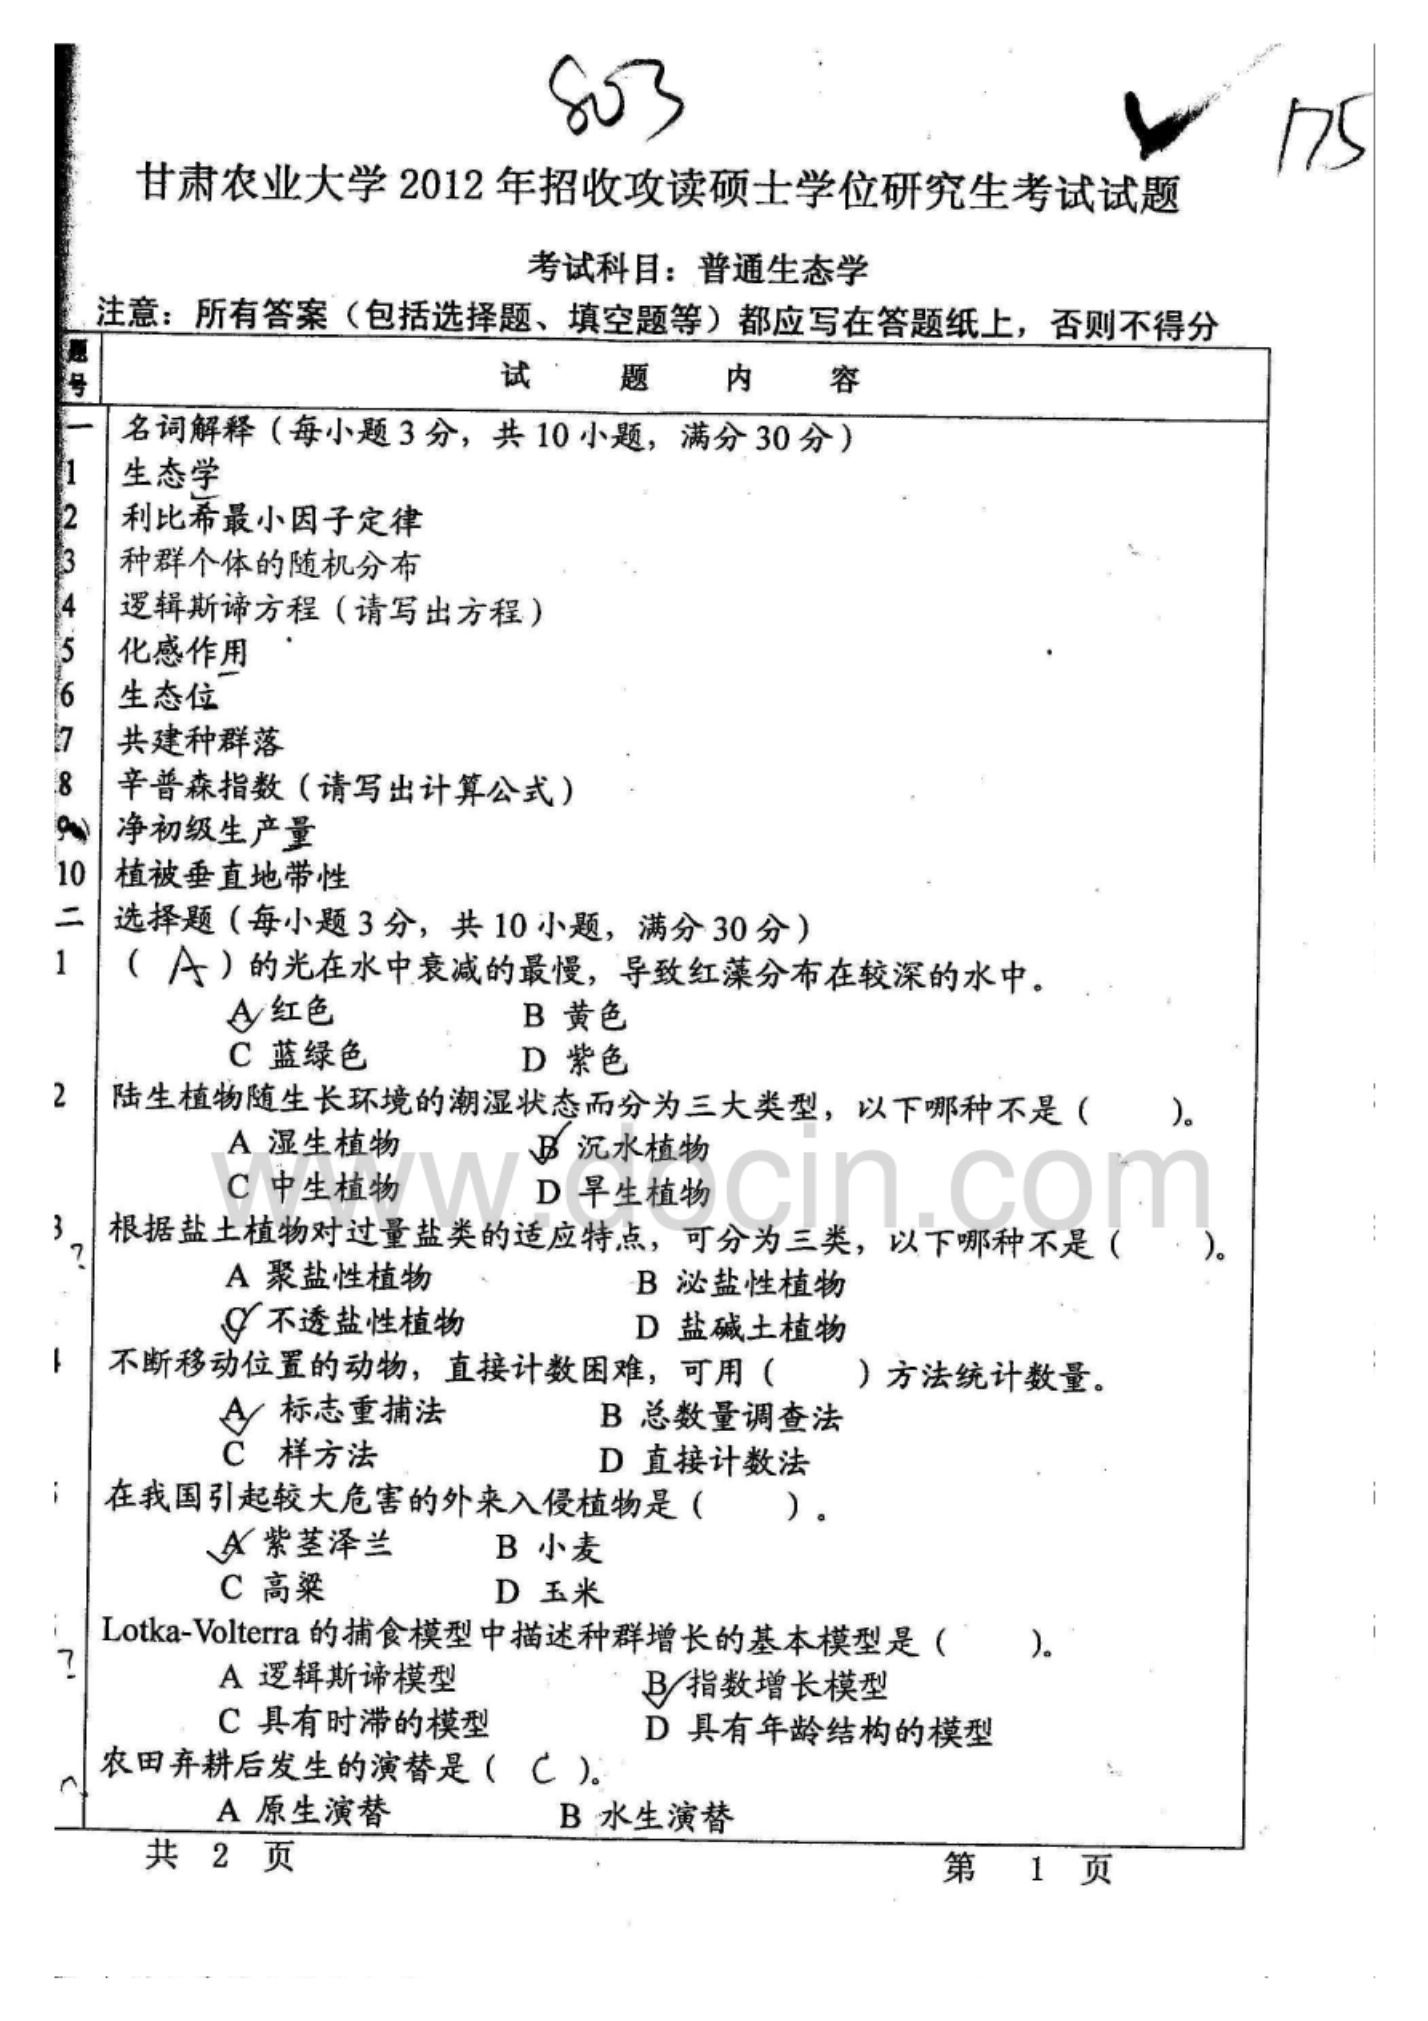 803
175
甘肃农业大学 2012 年招收攻读硕士学位研究生考试试题
考试科目：普通生态学
注意：所有答案（包括选择题、填空题等）都应写在答题纸上，否则不得分
题号 试 题 内 容
一 名词解释（每小题 3 分，共 10 小题，满分 30 分）
1 生态学
2 利比希最小因子定律
3 种群个体的随机分布
4 逻辑斯谛方程（请写出方程）
5 化感作用
6 生态位
7 共建种群落
8 辛普森指数（请写出计算公式）
9 净初级生产量
10 植被垂直地带性
二 选择题（每小题 3 分，共 10 小题，满分 30 分）
1 （ A ）的光在水中衰减的最慢，导致红藻分布在较深的水中。
A 红色 B 黄色
C 蓝绿色 D 紫色
2 陆生植物随生长环境的潮湿状态而分为三大类型，以下哪种不是（ ）。
A 湿生植物 B 沉水植物
C 中生植物 D 旱生植物
www.docin.com
3 根据盐土植物对过量盐类的适应特点，可分为三类，以下哪种不是（ ）。
?
A 聚盐性植物 B 泌盐性植物
C 不透盐性植物 D 盐碱土植物
不断移动位置的动物，直接计数困难，可用（ ）方法统计数量。
A 标志重捕法 B 总数量调查法
C 样方法 D 直接计数法
在我国引起较大危害的外来入侵植物是（ ）。
A 紫茎泽兰 B 小麦
C 高粱 D 玉米
Lotka-Volterra 的捕食模型中描述种群增长的基本模型是（ ）。
?
A 逻辑斯谛模型 B 指数增长模型
C 具有时滞的模型 D 具有年龄结构的模型
农田弃耕后发生的演替是（ C ）。
A 原生演替 B 水生演替
共 2 页 第 1 页